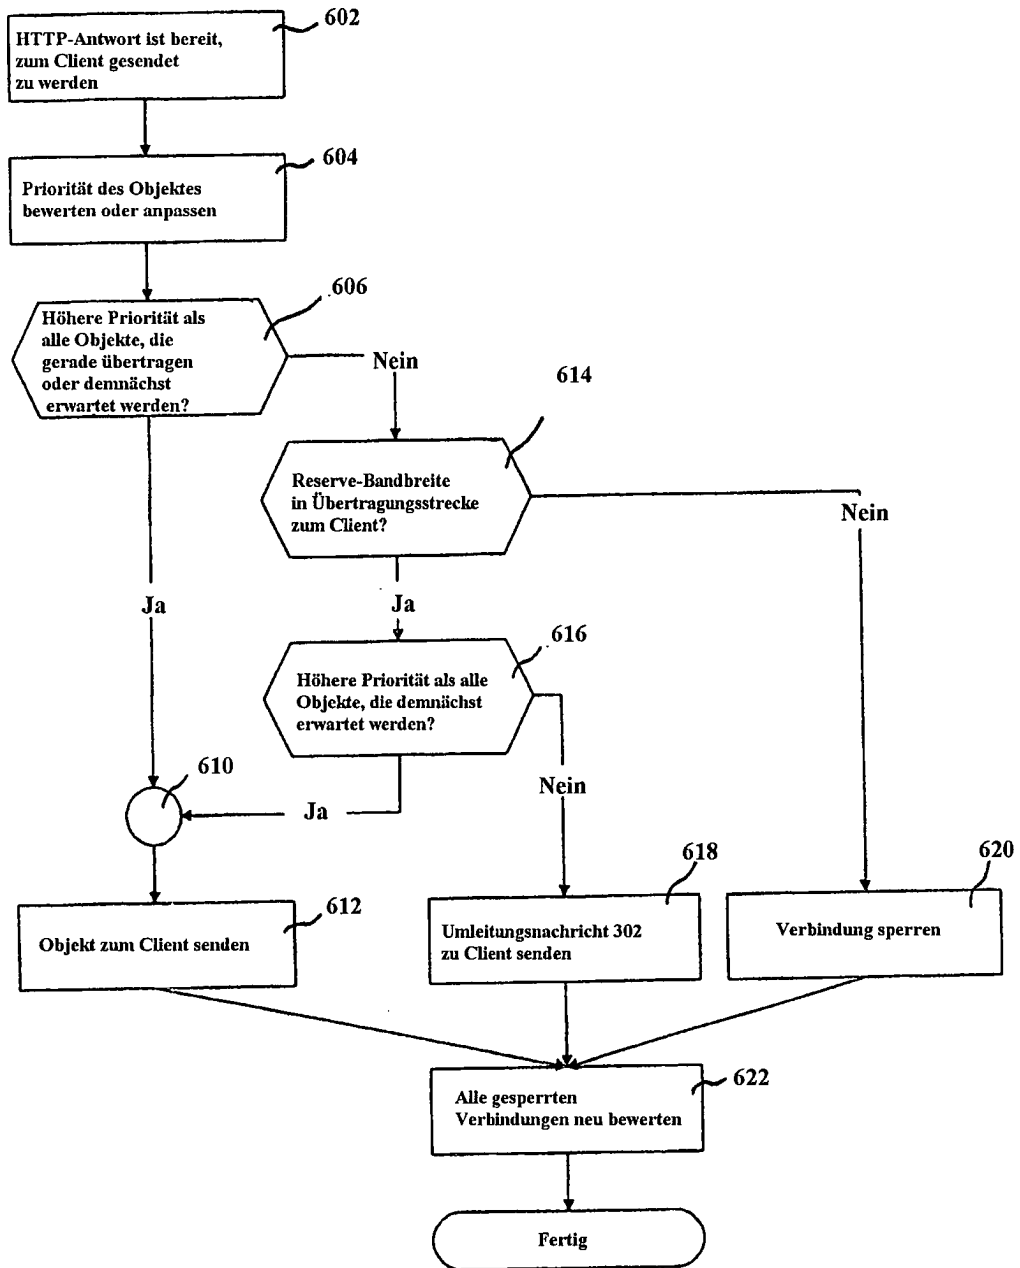 602
HTTP-Antwort ist bereit,
zum Client gesendet
zu werden
604
Priorität des Objektes
bewerten oder anpassen
606
Höhere Priorität als
alle Objekte, die
gerade übertragen
oder demnächst
erwartet werden?
Nein
614
Reserve-Bandbreite
in Übertragungsstrecke
zum Client?
Nein
Ja
Ja
616
Höhere Priorität als alle
Objekte, die demnächst
erwartet werden?
610
Nein
Ja
618
620
612
Objekt zum Client senden
Umleitungsnachricht 302
zu Client senden
Verbindung sperren
622
Alle gesperrten
Verbindungen neu bewerten
Fertig